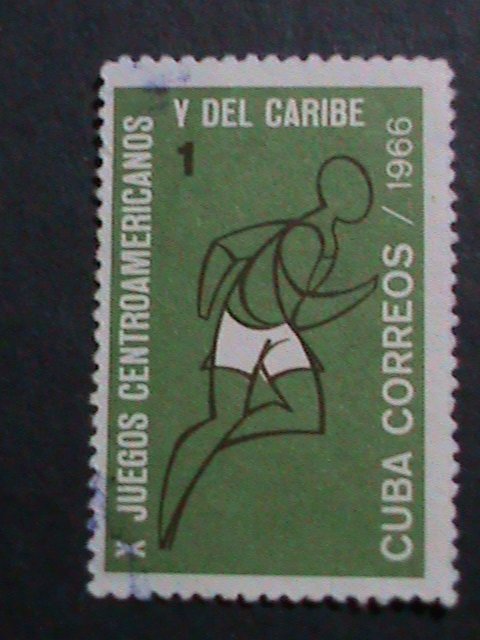 X JUEGOS CENTROAMERICANOS
Y DEL CARIBE
1
CUBA CORREOS / 1966